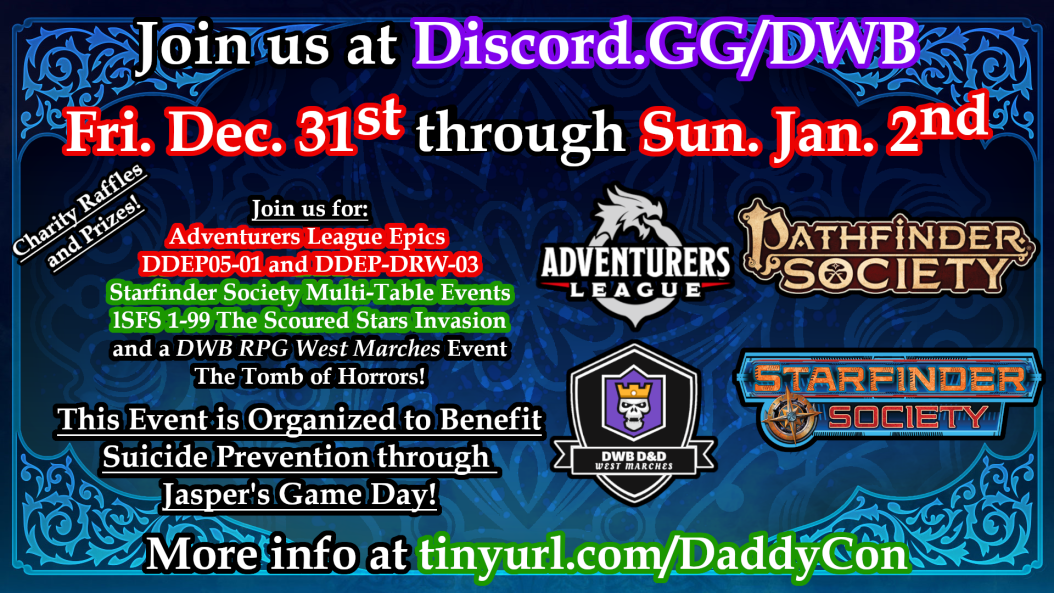 Join us at Discord.GG/DWB
Fri. Dec. 31st through Sun. Jan. 2nd
Charity Raffles
and Prizes!
Join us for:
Adventurers League Epics
DDEP05-01 and DDEP-DRW-03
Starfinder Society Multi-Table Events
lSFS 1-99 The Scoured Stars Invasion
and a DWB RPG West Marches Event
The Tomb of Horrors!
This Event is Organized to Benefit
Suicide Prevention through
Jasper's Game Day!
ADVENTURERS
LEAGUE
PATHFINDER
SOCIETY
DWB D&D
WEST MARCHES
STARFINDER
SOCIETY
More info at tinyurl.com/DaddyCon